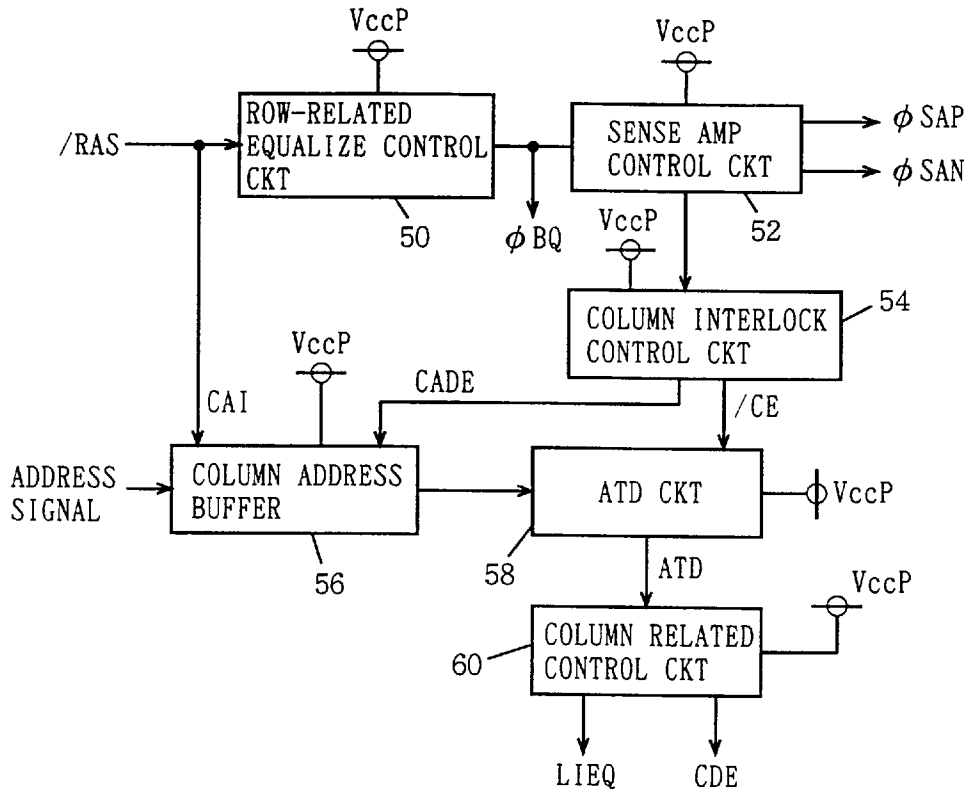 VccP
VccP
/RAS
ROW-RELATED
EQUALIZE CONTROL
CKT
50
φBQ
SENSE AMP
CONTROL CKT
52
φSAP
φSAN
VccP
COLUMN INTERLOCK
CONTROL CKT
54
VccP
CAI
CADE
/CE
ADDRESS
SIGNAL
COLUMN ADDRESS
BUFFER
56
ATD CKT
58
VccP
ATD
VccP
COLUMN RELATED
CONTROL CKT
60
LIEQ
CDE